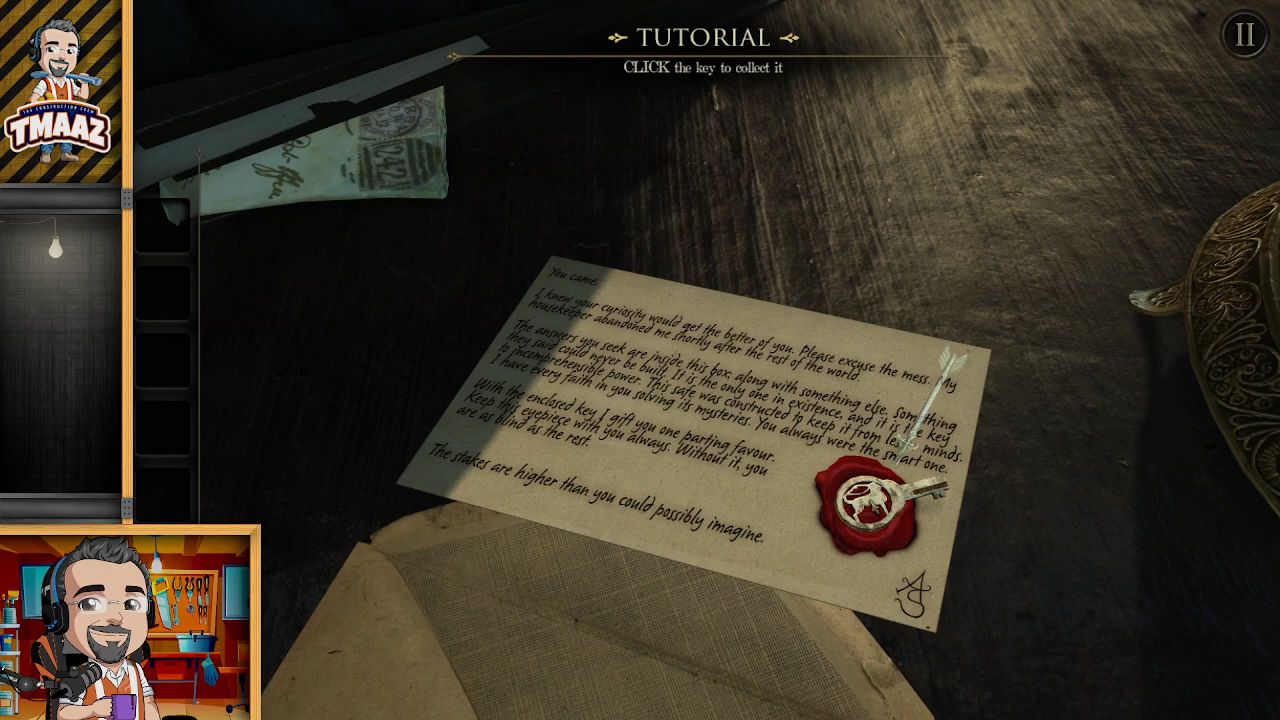 TUTORIAL
CLICK the key to collect it
THE CONSTRUCTION CREW
TMAAZ
242
You came.
I knew your curiosity would get the better of you. Please excuse the mess. My
housekeeper abandoned me shortly after the rest of the world.
The answers you seek are inside this box; along with something else. Something
they said could never be built. It is the only one in existence, and it is the key
to incomprehensible power. This safe was constructed to keep it from lesser minds.
I have every faith in you solving its mysteries. You always were the smart one.
With the enclosed key I gift you one parting favour.
Keep this eyepiece with you always. Without it, you
are as blind as the rest.
The stakes are higher than you could possibly imagine.
AS